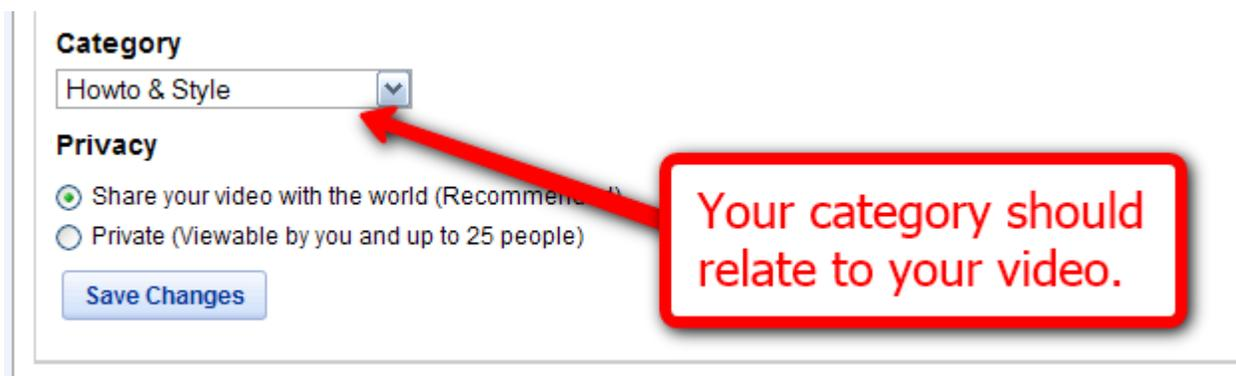 Category
Howto & Style
Privacy
Share your video with the world (Recommended)
Private (Viewable by you and up to 25 people)
Save Changes
Your category should
relate to your video.